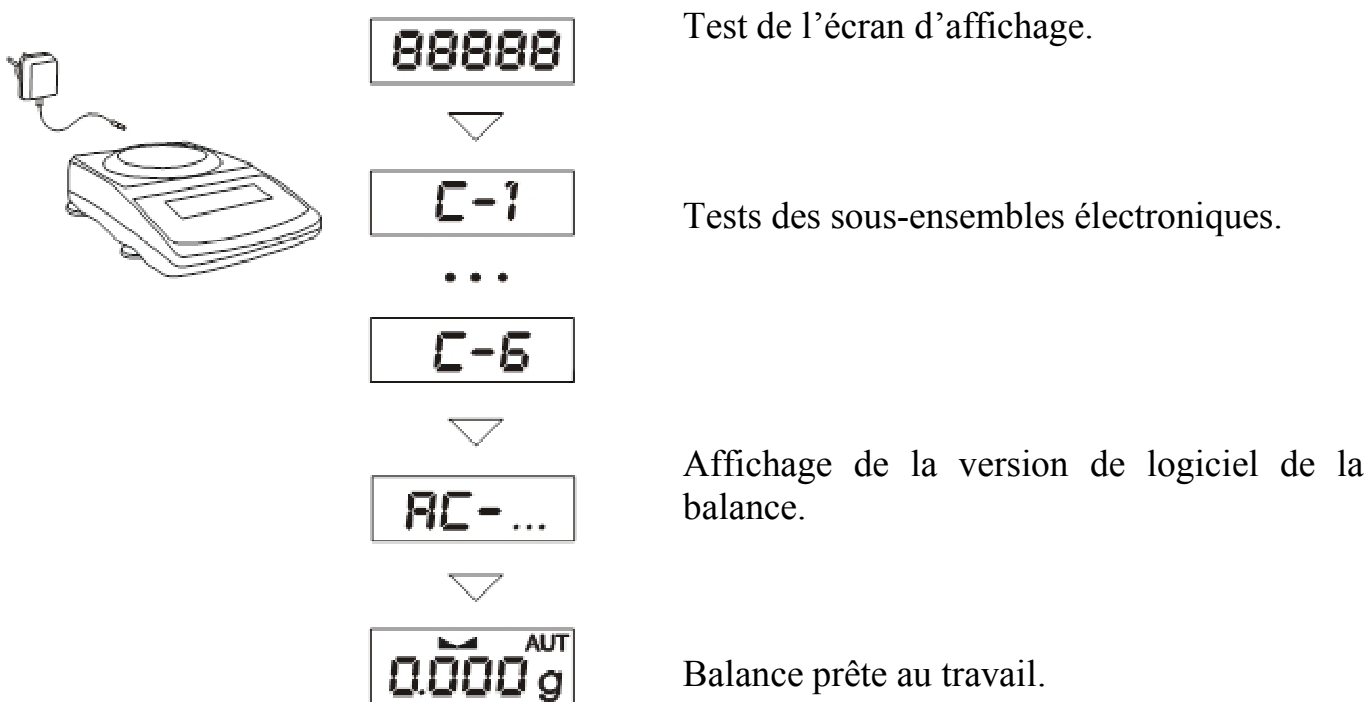 88888
Test de l’écran d’affichage.
C-1
Tests des sous-ensembles électroniques.
...
C-6
Affichage de la version de logiciel de la
balance.
AC-...
AUT
0.000 g
Balance prête au travail.